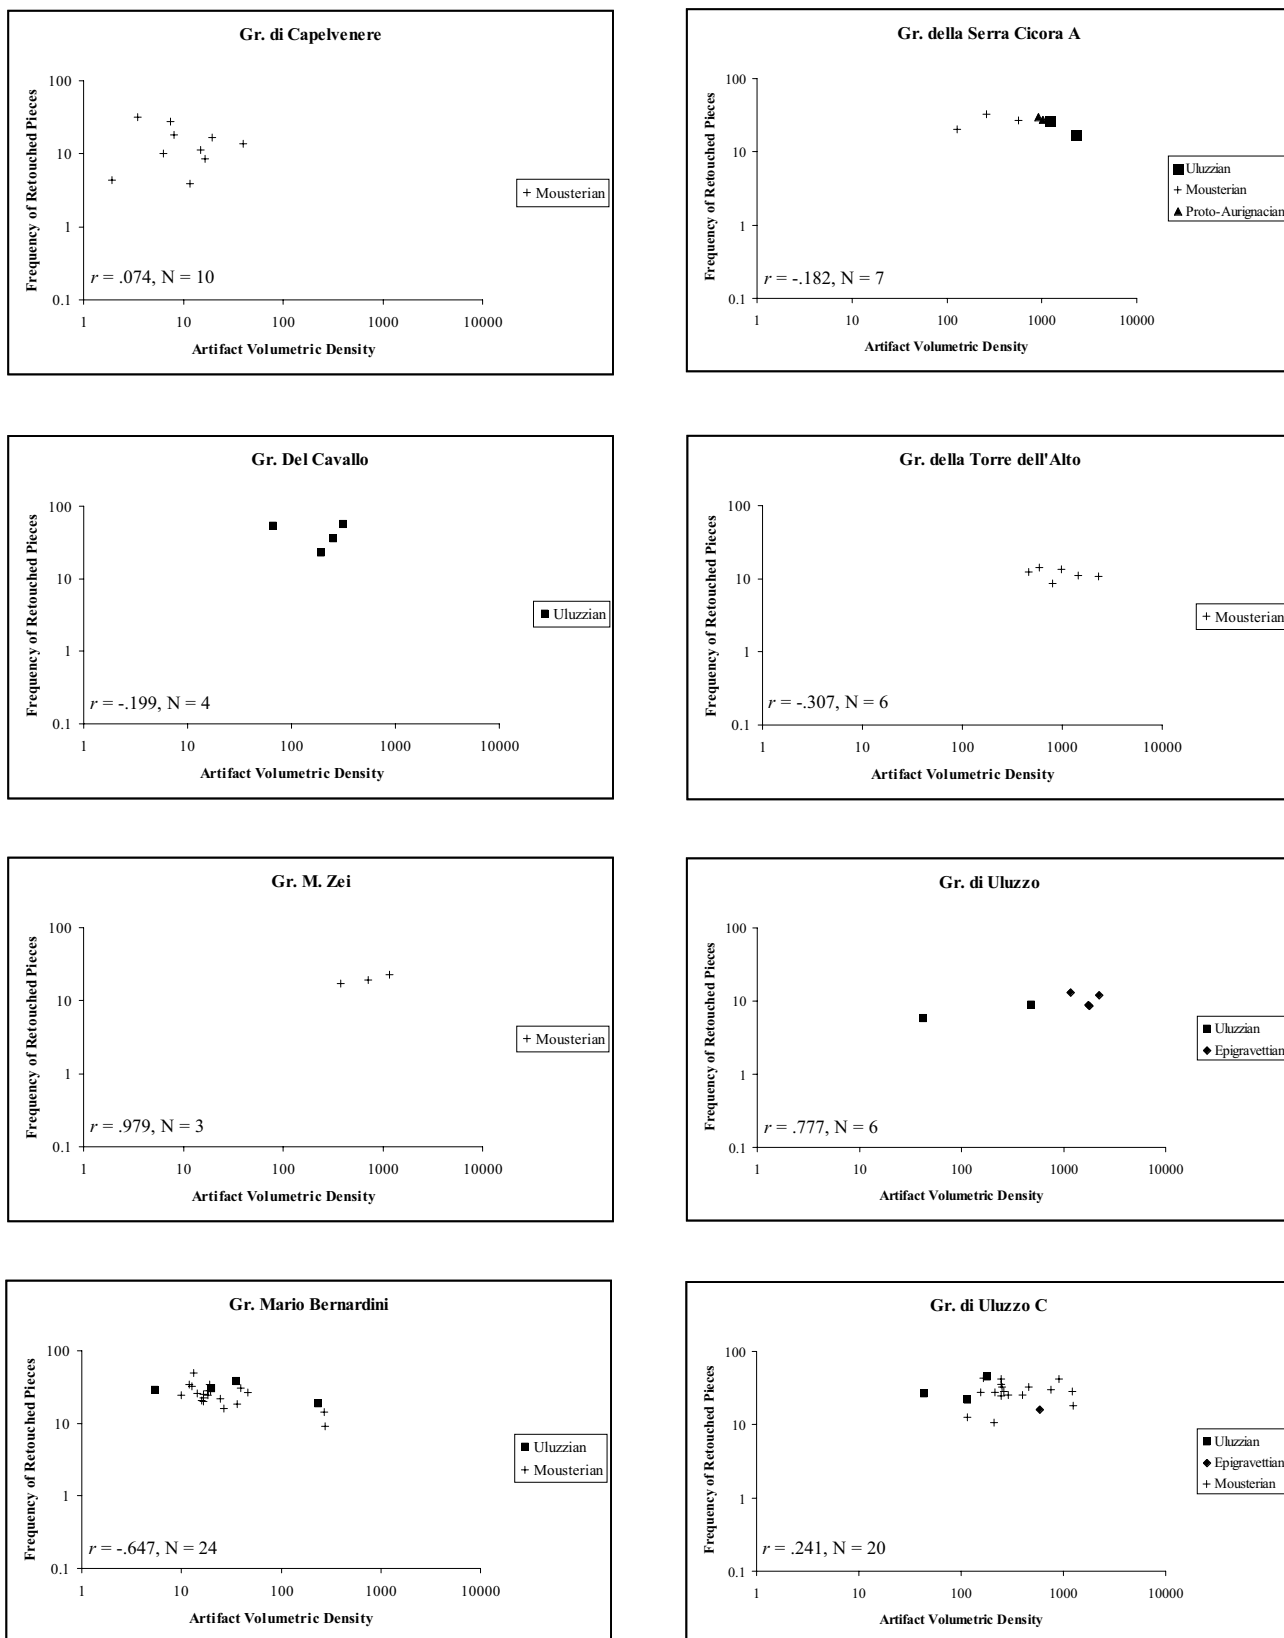 Gr. di Capelvenere
Frequency of Retouched Pieces
100
10
1
0.1
r = .074, N = 10
1 10 100 1000 10000
Artifact Volumetric Density
+ Mousterian
Gr. della Serra Cicora A
Frequency of Retouched Pieces
100
10
1
0.1
r = -.182, N = 7
1 10 100 1000 10000
Artifact Volumetric Density
Uluzzian
Mousterian
Proto-Aurignacian
Gr. Del Cavallo
Frequency of Retouched Pieces
100
10
1
0.1
r = -.199, N = 4
1 10 100 1000 10000
Artifact Volumetric Density
Uluzzian
Gr. della Torre dell'Alto
Frequency of Retouched Pieces
100
10
1
0.1
r = -.307, N = 6
1 10 100 1000 10000
Artifact Volumetric Density
Mousterian
Gr. M. Zei
Frequency of Retouched Pieces
100
10
1
0.1
r = .979, N = 3
1 10 100 1000 10000
Artifact Volumetric Density
Mousterian
Gr. di Uluzzo
Frequency of Retouched Pieces
100
10
1
0.1
r = .777, N = 6
1 10 100 1000 10000
Artifact Volumetric Density
Uluzzian
Epigravettian
Gr. Mario Bernardini
Frequency of Retouched Pieces
100
10
1
0.1
r = -.647, N = 24
1 10 100 1000 10000
Artifact Volumetric Density
Uluzzian
Mousterian
Gr. di Uluzzo C
Frequency of Retouched Pieces
100
10
1
0.1
r = .241, N = 20
1 10 100 1000 10000
Artifact Volumetric Density
Uluzzian
Epigravettian
Mousterian